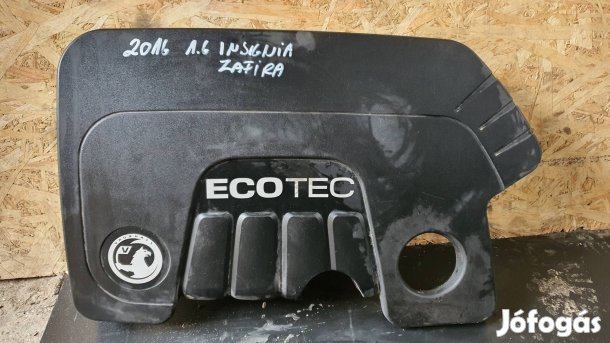 2016 1.6 INSIGNIA
ZAFIRA
ECOTEC
V
Jófogás